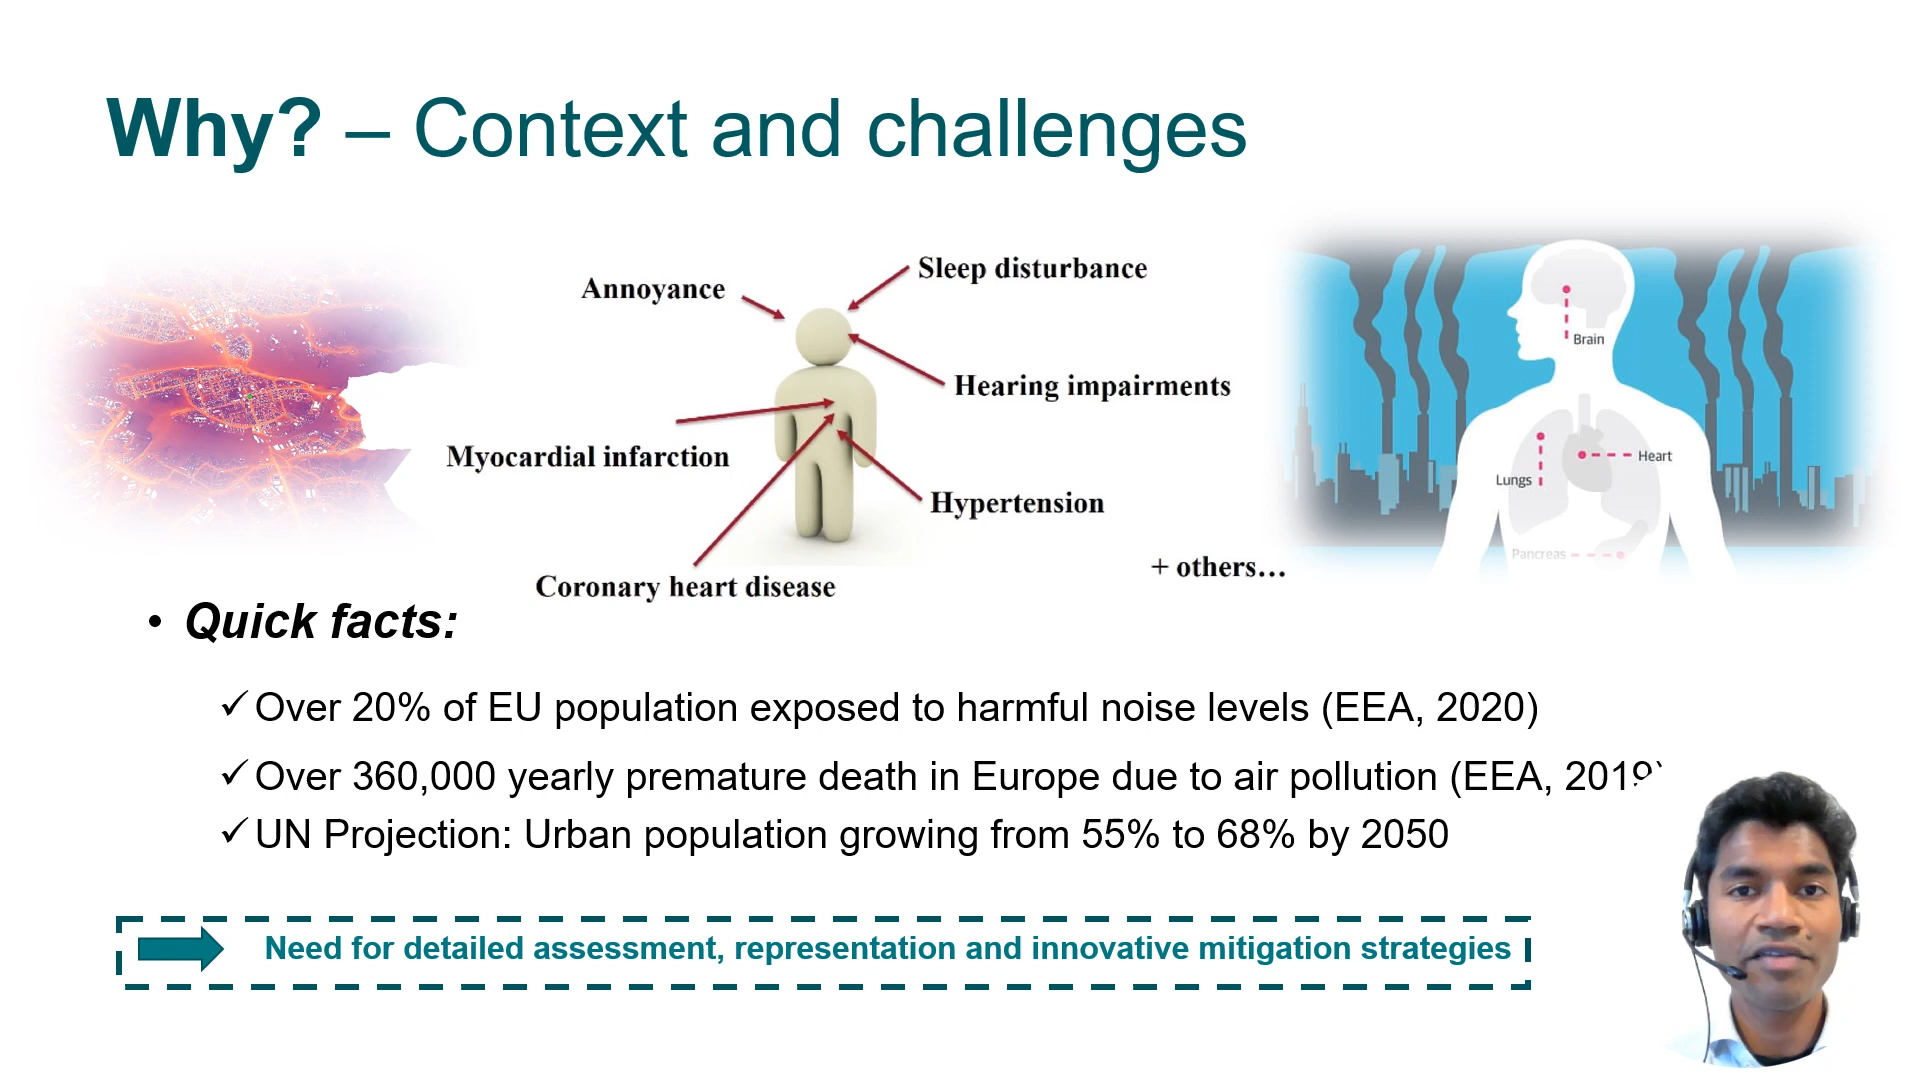 Why? – Context and challenges
Annoyance
Sleep disturbance
Hearing impairments
Myocardial infarction
Hypertension
Coronary heart disease
+ others…
Brain
Heart
Lungs
Pancreas
• Quick facts:
✓ Over 20% of EU population exposed to harmful noise levels (EEA, 2020)
✓ Over 360,000 yearly premature death in Europe due to air pollution (EEA, 2019)
✓ UN Projection: Urban population growing from 55% to 68% by 2050
Need for detailed assessment, representation and innovative mitigation strategies